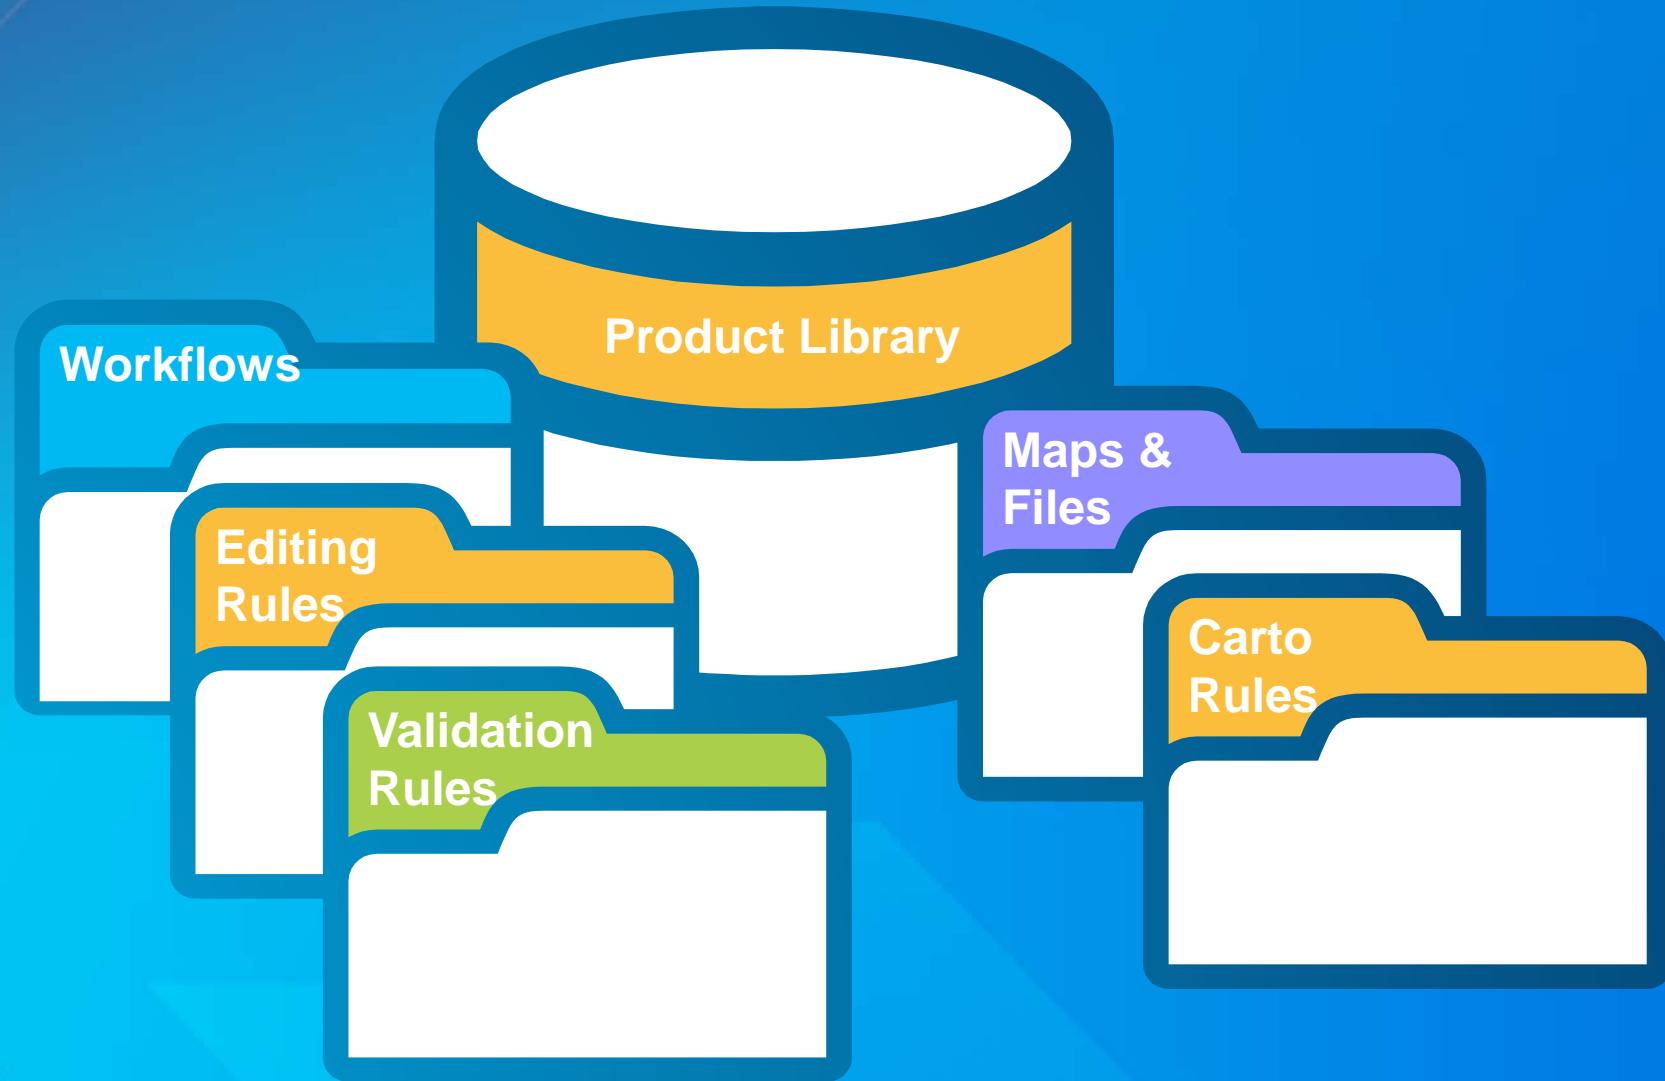 Product Library
Workflows
Editing
Rules
Validation
Rules
Maps &
Files
Carto
Rules